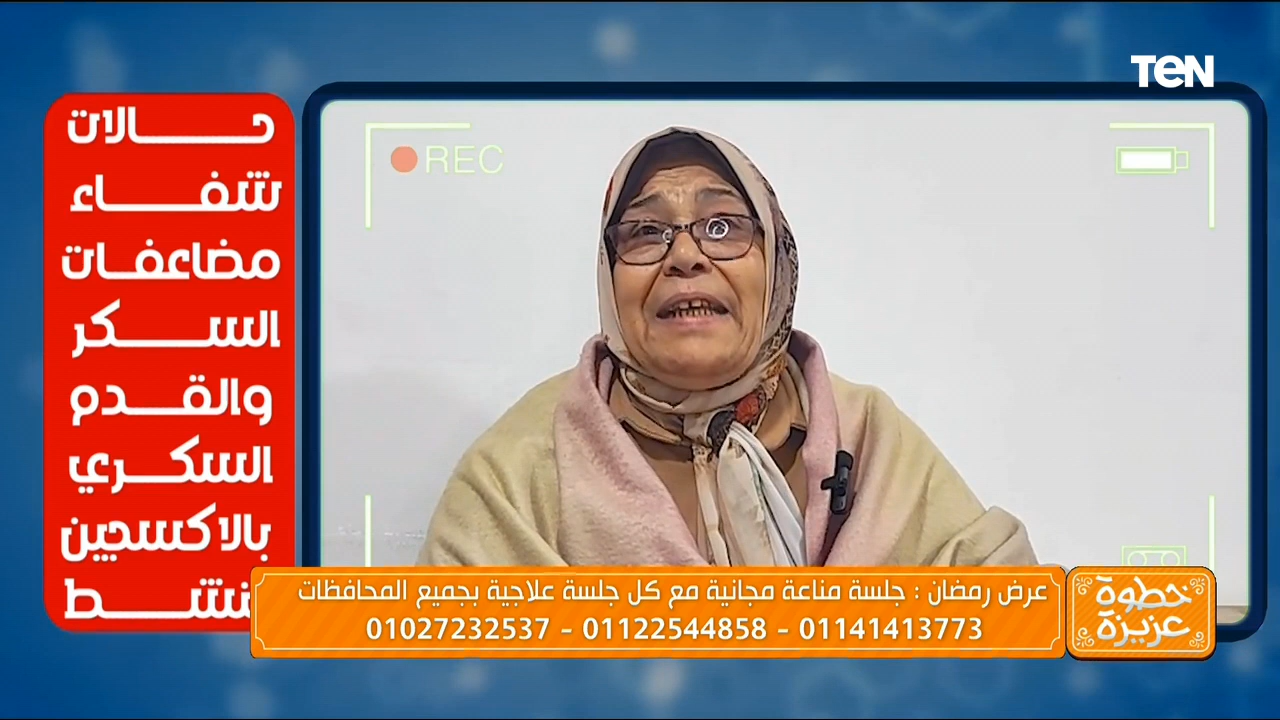 TEN
REC
حالات
شفاء
مضاعفات
السكر
والقدم
السكري
بالاكسجين
نشط
عرض رمضان : جلسة مناعة مجانية مع كل جلسة علاجية بجميع المحافظات
01027232537 - 01122544858 - 01141413773
خطوة
عزيزة